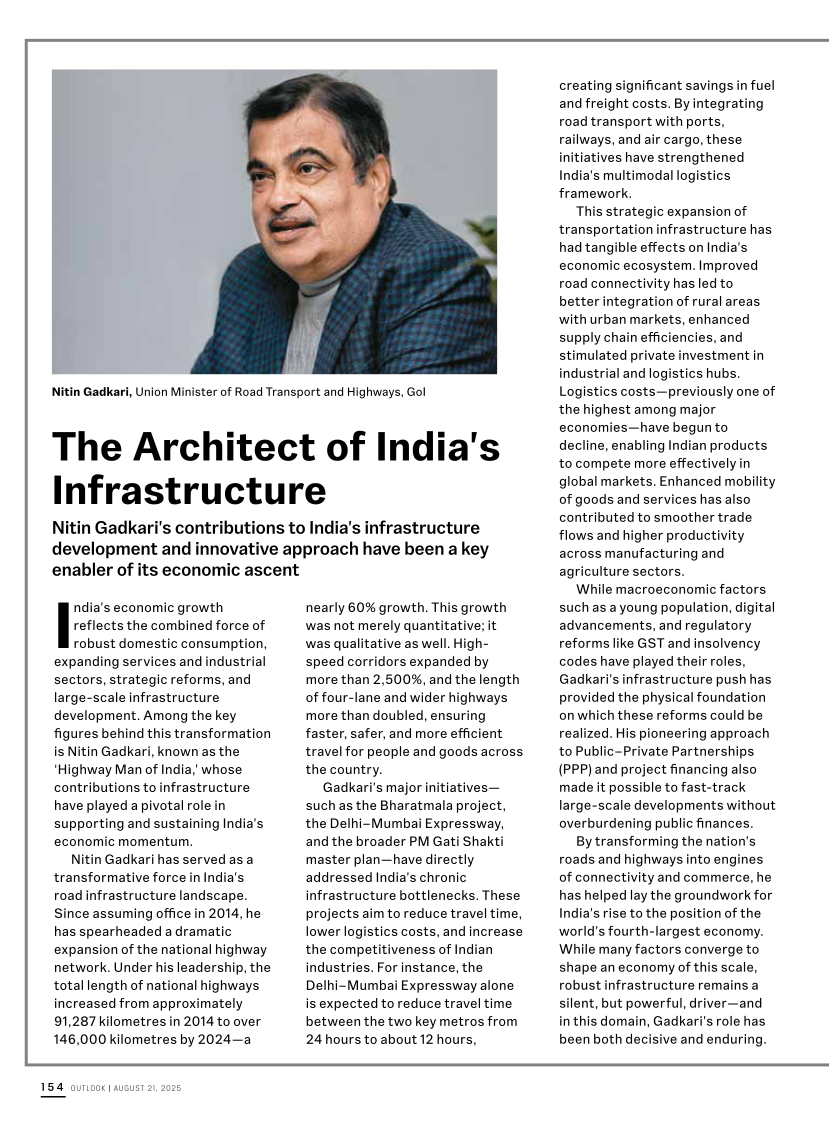 Nitin Gadkari, Union Minister of Road Transport and Highways, GoI
The Architect of India's
Infrastructure
Nitin Gadkari's contributions to India's infrastructure
development and innovative approach have been a key
enabler of its economic ascent
India's economic growth
reflects the combined force of
robust domestic consumption,
expanding services and industrial
sectors, strategic reforms, and
large-scale infrastructure
development. Among the key
figures behind this transformation
is Nitin Gadkari, known as the
‘Highway Man of India,’ whose
contributions to infrastructure
have played a pivotal role in
supporting and sustaining India's
economic momentum.
Nitin Gadkari has served as a
transformative force in India's
road infrastructure landscape.
Since assuming office in 2014, he
has spearheaded a dramatic
expansion of the national highway
network. Under his leadership, the
total length of national highways
increased from approximately
91,287 kilometres in 2014 to over
146,000 kilometres by 2024—a
nearly 60% growth. This growth
was not merely quantitative; it
was qualitative as well. High-
speed corridors expanded by
more than 2,500%, and the length
of four-lane and wider highways
more than doubled, ensuring
faster, safer, and more efficient
travel for people and goods across
the country.
Gadkari's major initiatives—
such as the Bharatmala project,
the Delhi–Mumbai Expressway,
and the broader PM Gati Shakti
master plan—have directly
addressed India's chronic
infrastructure bottlenecks. These
projects aim to reduce travel time,
lower logistics costs, and increase
the competitiveness of Indian
industries. For instance, the
Delhi–Mumbai Expressway alone
is expected to reduce travel time
between the two key metros from
24 hours to about 12 hours,
creating significant savings in fuel
and freight costs. By integrating
road transport with ports,
railways, and air cargo, these
initiatives have strengthened
India's multimodal logistics
framework.
This strategic expansion of
transportation infrastructure has
had tangible effects on India's
economic ecosystem. Improved
road connectivity has led to
better integration of rural areas
with urban markets, enhanced
supply chain efficiencies, and
stimulated private investment in
industrial and logistics hubs.
Logistics costs—previously one of
the highest among major
economies—have begun to
decline, enabling Indian products
to compete more effectively in
global markets. Enhanced mobility
of goods and services has also
contributed to smoother trade
flows and higher productivity
across manufacturing and
agriculture sectors.
While macroeconomic factors
such as a young population, digital
advancements, and regulatory
reforms like GST and insolvency
codes have played their roles,
Gadkari's infrastructure push has
provided the physical foundation
on which these reforms could be
realized. His pioneering approach
to Public–Private Partnerships
(PPP) and project financing also
made it possible to fast-track
large-scale developments without
overburdening public finances.
By transforming the nation's
roads and highways into engines
of connectivity and commerce, he
has helped lay the groundwork for
India's rise to the position of the
world's fourth-largest economy.
While many factors converge to
shape an economy of this scale,
robust infrastructure remains a
silent, but powerful, driver—and
in this domain, Gadkari's role has
been both decisive and enduring.
154 OUTLOOK | AUGUST 21, 2025